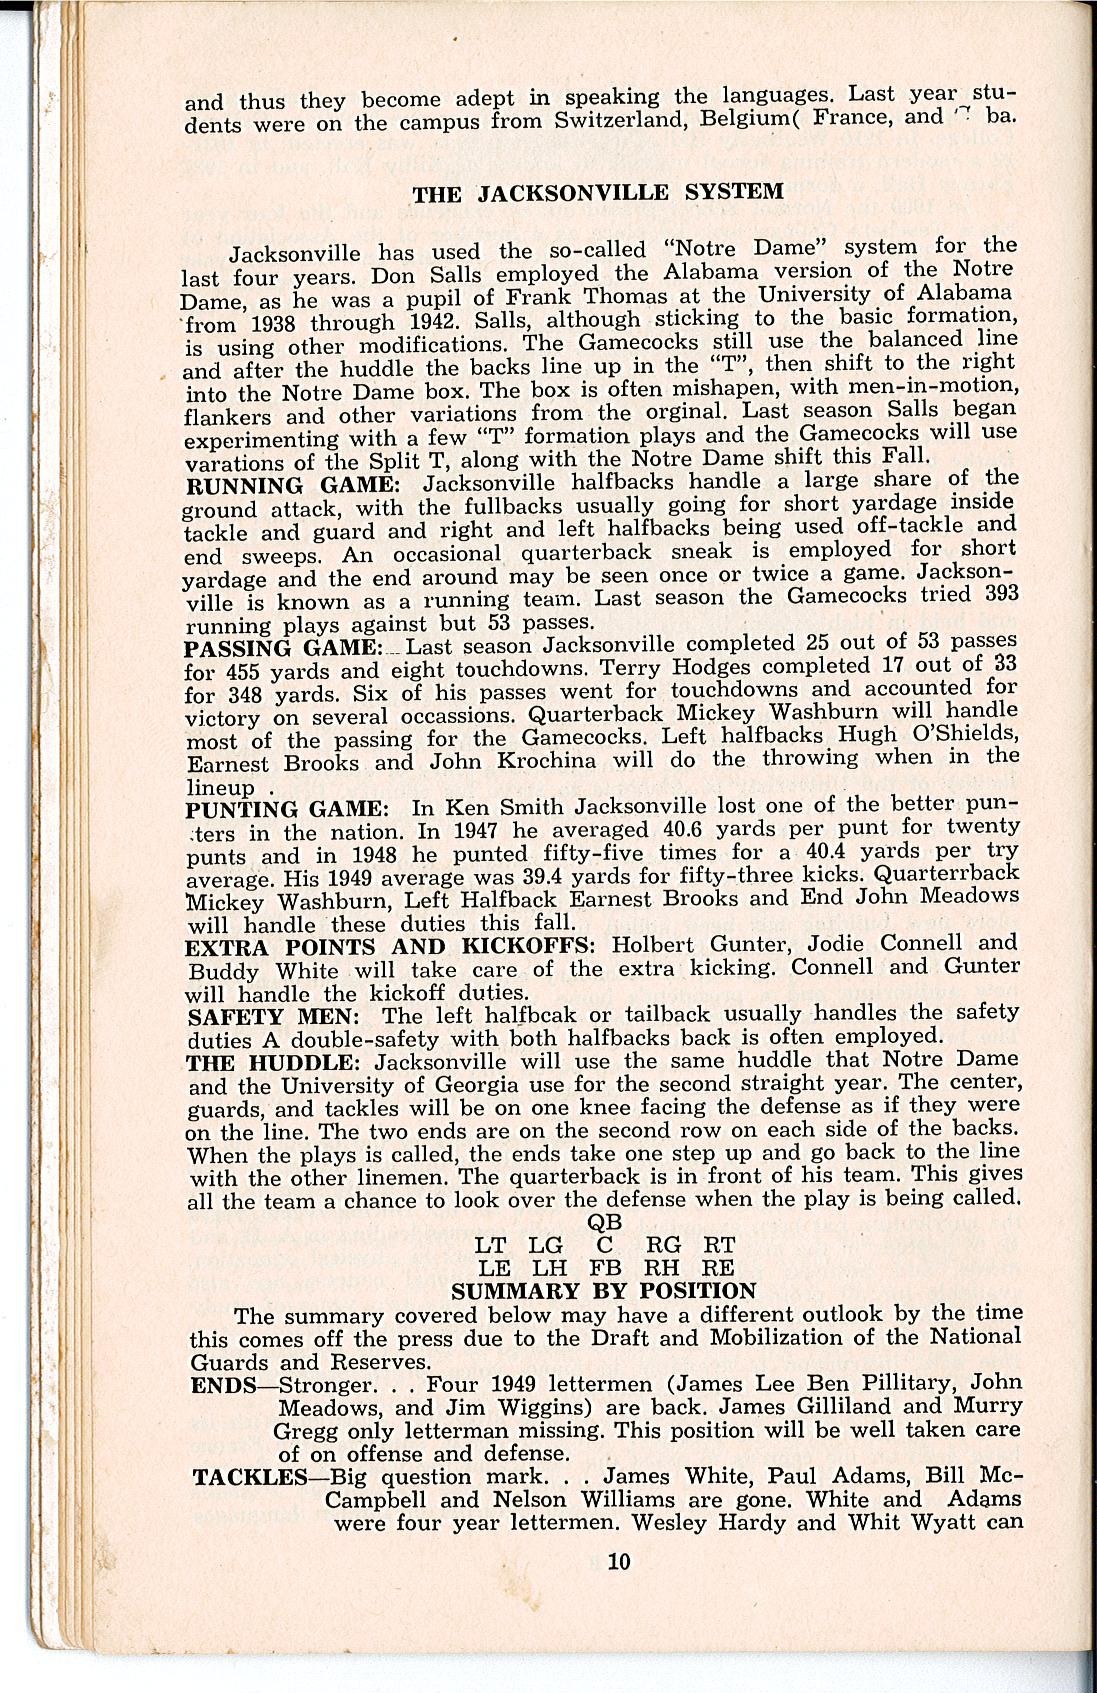 and thus they become adept in speaking the languages. Last year stu-
dents were on the campus from Switzerland, Belgium( France, and ba.
THE JACKSONVILLE SYSTEM
Jacksonville has used the so-called “Notre Dame” system for the
last four years. Don Salls employed the Alabama version of the Notre
Dame, as he was a pupil of Frank Thomas at the University of Alabama
from 1938 through 1942. Salls, although sticking to the basic formation,
is using other modifications. The Gamecocks still use the balanced line
and after the huddle the backs line up in the “T”, then shift to the right
into the Notre Dame box. The box is often mishapen, with men-in-motion,
flankers and other variations from the orginal. Last season Salls began
experimenting with a few “T” formation plays and the Gamecocks will use
varations of the Split T, along with the Notre Dame shift this Fall.
RUNNING GAME: Jacksonville halfbacks handle a large share of the
ground attack, with the fullbacks usually going for short yardage inside
tackle and guard and right and left halfbacks being used off-tackle and
end sweeps. An occasional quarterback sneak is employed for short
yardage and the end around may be seen once or twice a game. Jackson-
ville is known as a running team. Last season the Gamecocks tried 393
running plays against but 53 passes.
PASSING GAME: Last season Jacksonville completed 25 out of 53 passes
for 455 yards and eight touchdowns. Terry Hodges completed 17 out of 33
for 348 yards. Six of his passes went for touchdowns and accounted for
victory on several occassions. Quarterback Mickey Washburn will handle
most of the passing for the Gamecocks. Left halfbacks Hugh O’Shields,
Earnest Brooks and John Krochina will do the throwing when in the
lineup .
PUNTING GAME: In Ken Smith Jacksonville lost one of the better pun-
ters in the nation. In 1947 he averaged 40.6 yards per punt for twenty
punts and in 1948 he punted fifty-five times for a 40.4 yards per try
average. His 1949 average was 39.4 yards for fifty-three kicks. Quarterrback
Mickey Washburn, Left Halfback Earnest Brooks and End John Meadows
will handle these duties this fall.
EXTRA POINTS AND KICKOFFS: Holbert Gunter, Jodie Connell and
Buddy White will take care of the extra kicking. Connell and Gunter
will handle the kickoff duties.
SAFETY MEN: The left halfbcak or tailback usually handles the safety
duties A double-safety with both halfbacks back is often employed.
THE HUDDLE: Jacksonville will use the same huddle that Notre Dame
and the University of Georgia use for the second straight year. The center,
guards, and tackles will be on one knee facing the defense as if they were
on the line. The two ends are on the second row on each side of the backs.
When the plays is called, the ends take one step up and go back to the line
with the other linemen. The quarterback is in front of his team. This gives
all the team a chance to look over the defense when the play is being called.
QB
LT LG C RG RT
LE LH FB RH RE
SUMMARY BY POSITION
The summary covered below may have a different outlook by the time
this comes off the press due to the Draft and Mobilization of the National
Guards and Reserves.
ENDS—Stronger. . . Four 1949 lettermen (James Lee Ben Pillitary, John
Meadows, and Jim Wiggins) are back. James Gilliland and Murry
Gregg only letterman missing. This position will be well taken care
of on offense and defense.
TACKLES—Big question mark. . . James White, Paul Adams, Bill Mc-
Campbell and Nelson Williams are gone. White and Adams
were four year lettermen. Wesley Hardy and Whit Wyatt can
10